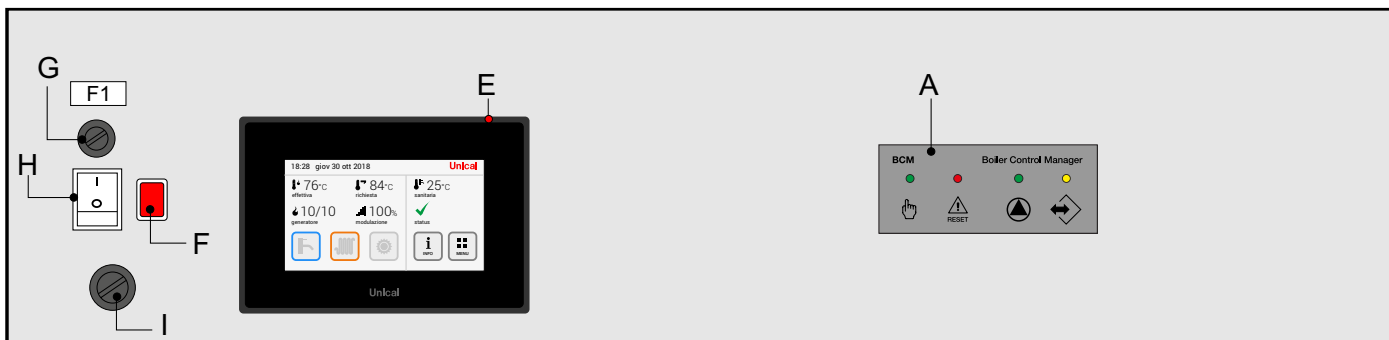 G
F1
H
I
O
F
I
E
18:28 giov 30 ott 2018 Unical
76°C 84°C 25°C
effettiva richiesta sanitaria
10/10 100%
generatore modulazione status
i
INFO MENU
Unical
A
BCM Boiler Control Manager
RESET